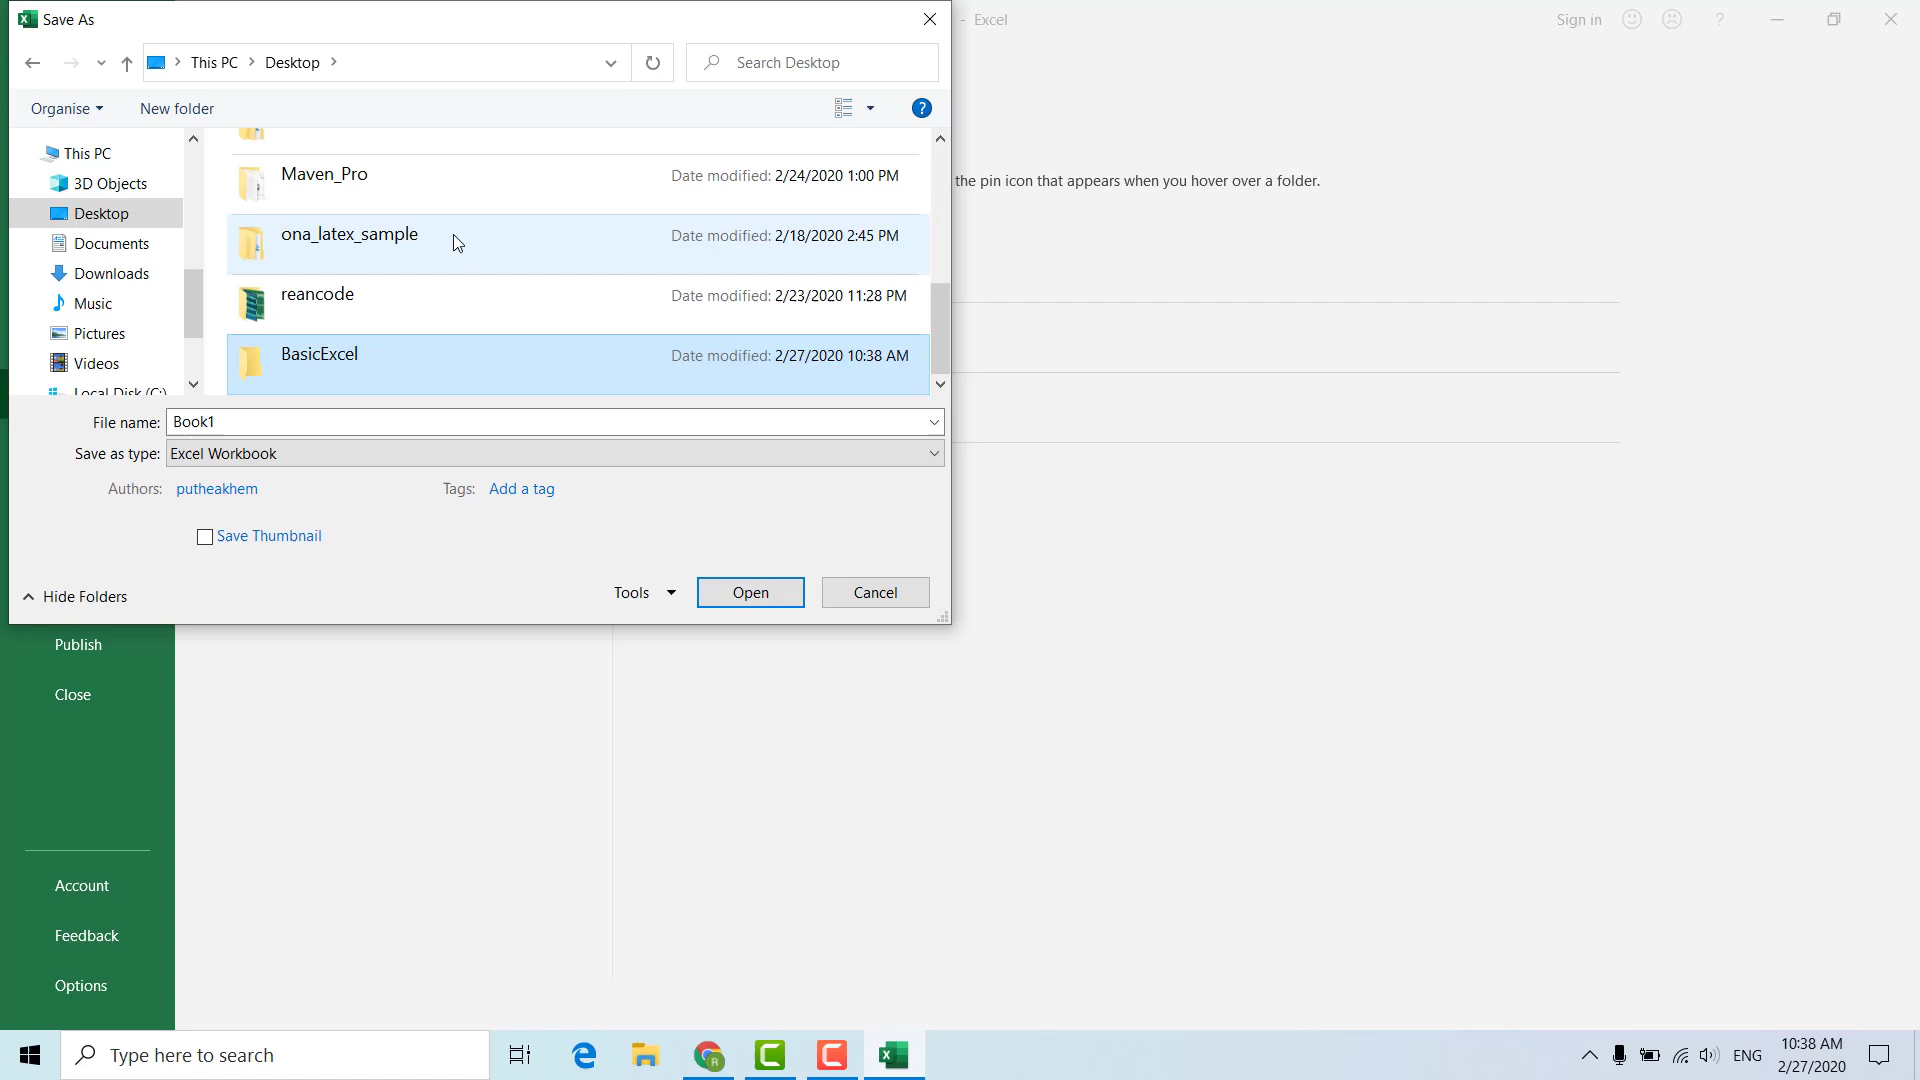 Save As
- Excel
Sign in
?
This PC
Desktop
Search Desktop
Organise
New folder
?
This PC
3D Objects
Desktop
Documents
Downloads
Music
Pictures
Videos
Local Disk (C:)
Maven_Pro
Date modified: 2/24/2020 1:00 PM
ona_latex_sample
Date modified: 2/18/2020 2:45 PM
reancode
Date modified: 2/23/2020 11:28 PM
BasicExcel
Date modified: 2/27/2020 10:38 AM
the pin icon that appears when you hover over a folder.
File name: Book1
Save as type: Excel Workbook
Authors: putheakhem
Tags: Add a tag
Save Thumbnail
Hide Folders
Tools
Open
Cancel
Publish
Close
Account
Feedback
Options
Type here to search
ENG
10:38 AM
2/27/2020